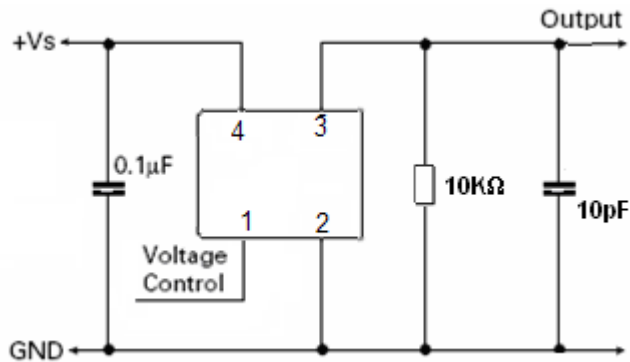 Output
+Vs
4 3
0.1µF
10KΩ
10pF
1 2
Voltage
Control
GND